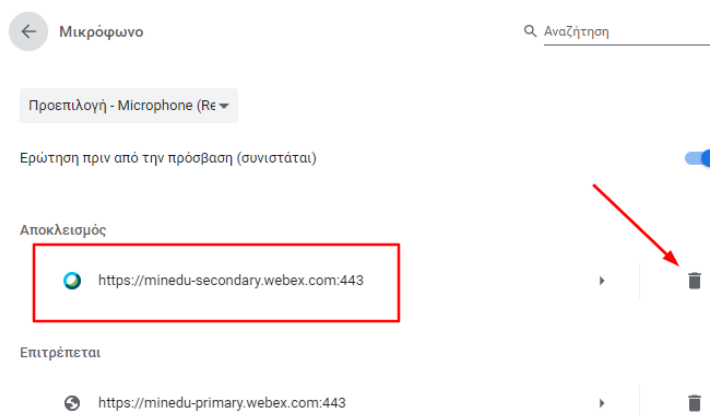 Μικρόφωνο
Αναζήτηση
Προεπιλογή - Microphone (Re
Ερώτηση πριν από την πρόσβαση (συνιστάται)
Αποκλεισμός
https://minedu-secondary.webex.com:443
Επιτρέπεται
https://minedu-primary.webex.com:443